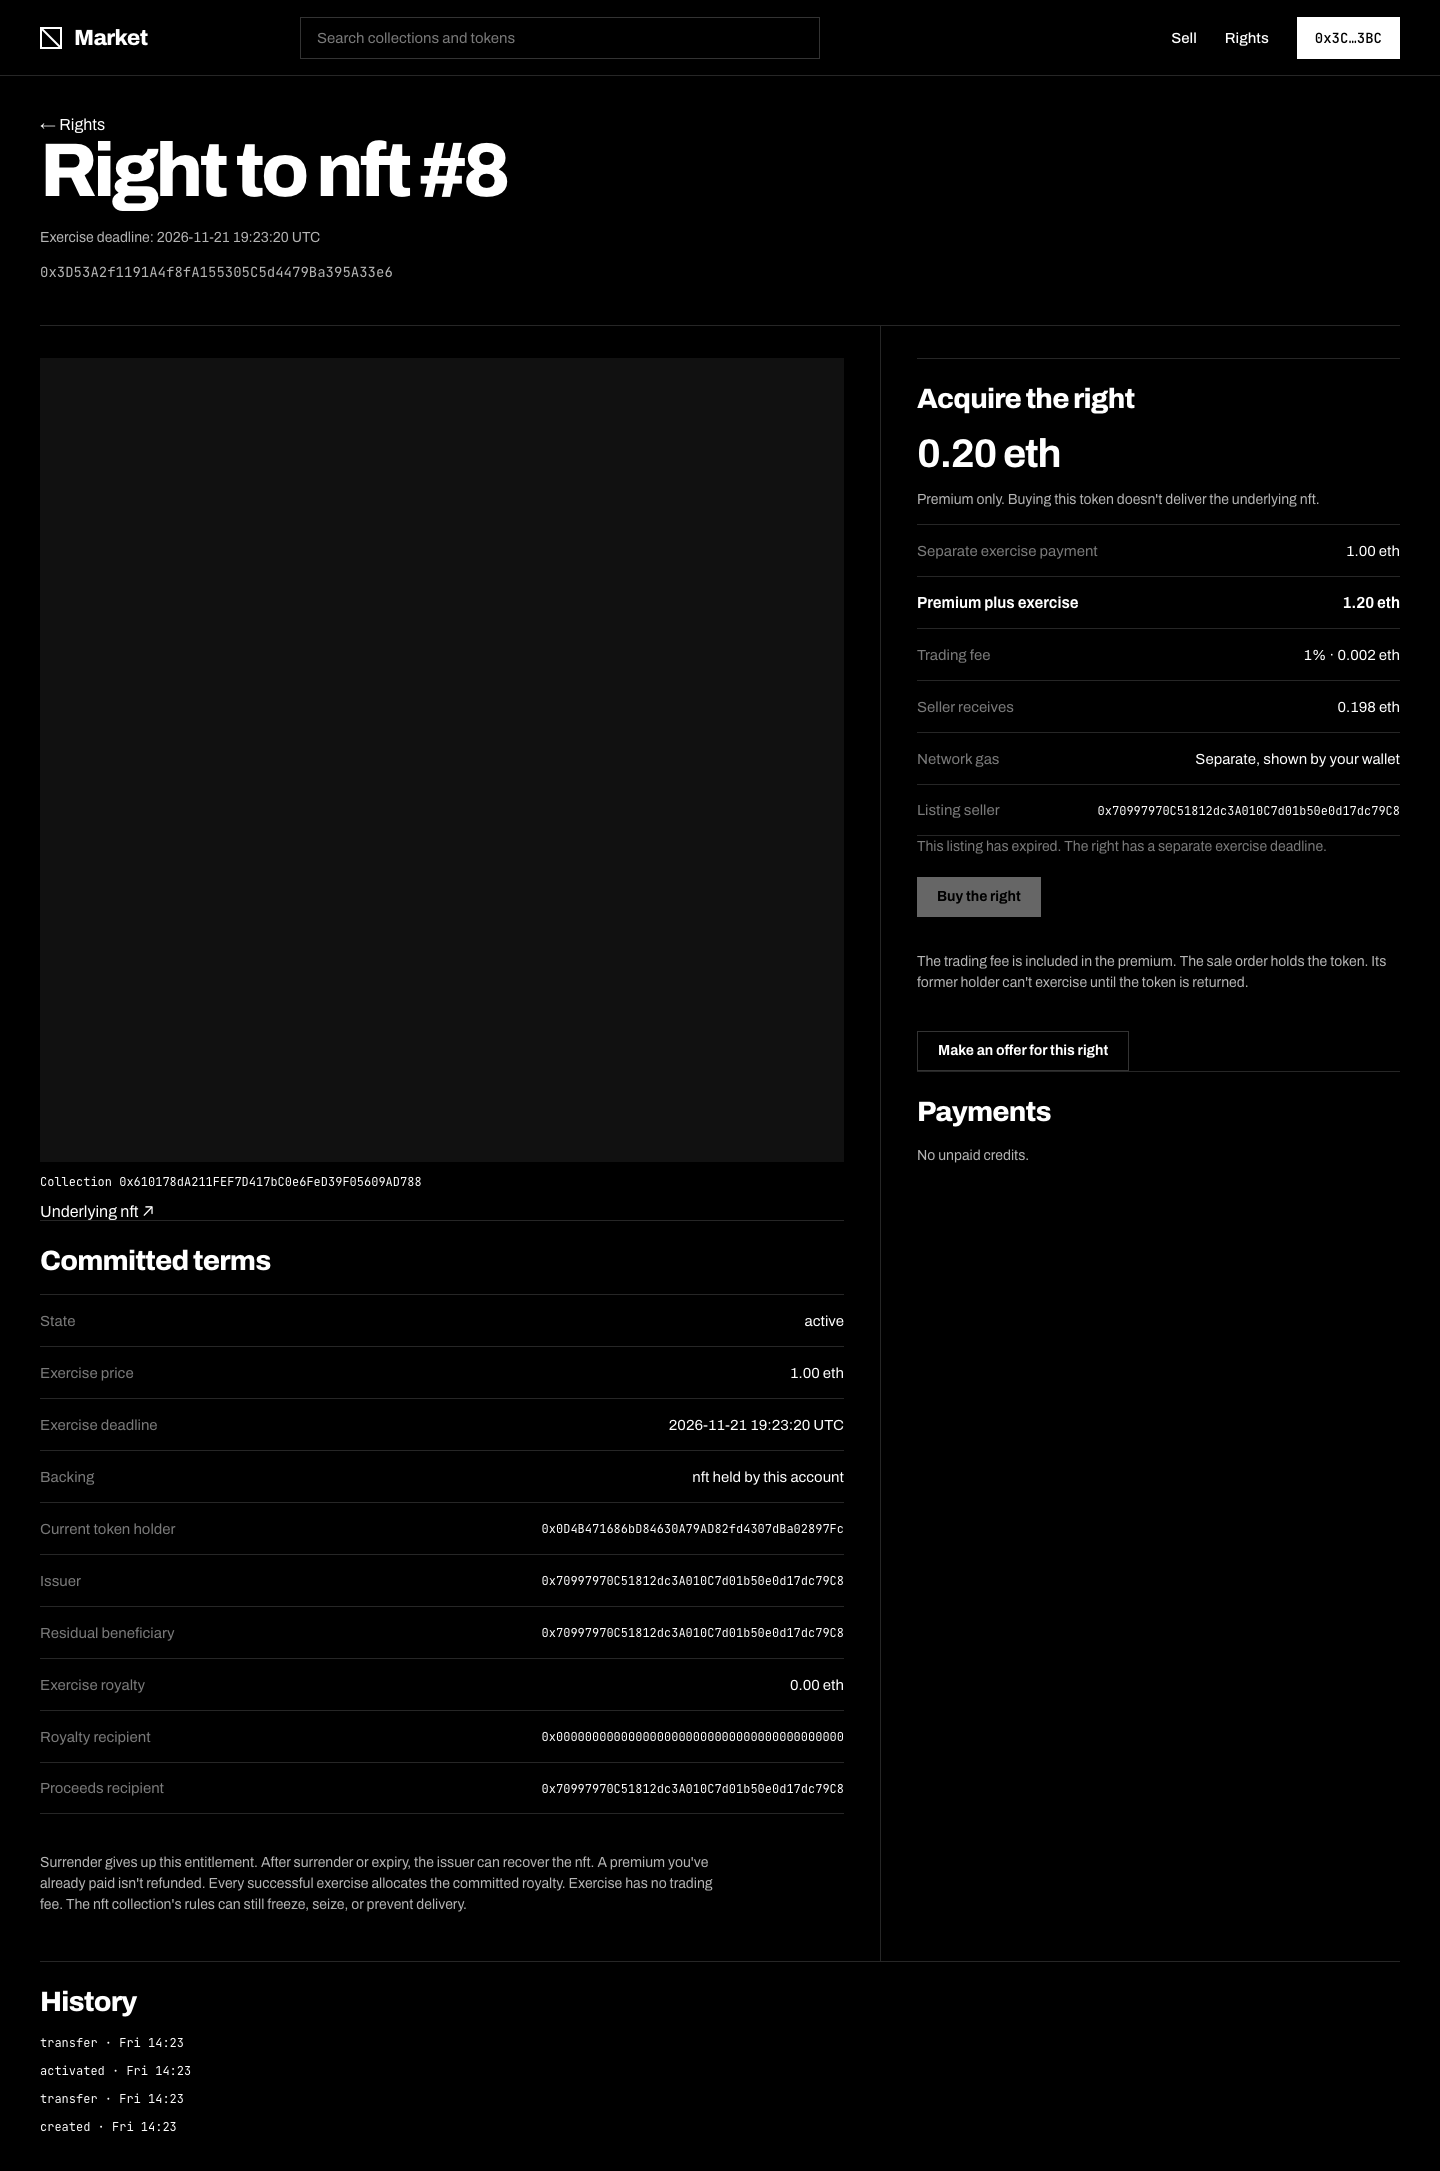 Market
Search collections and tokens
Sell
Rights
0x3C…3BC
← Rights
Right to nft #8
Exercise deadline: 2026-11-21 19:23:20 UTC
0x3D53A2f1191A4f8fA155305C5d4479Ba395A33e6
Collection 0x610178dA211FEF7D417bC0e6FeD39F05609AD788
Underlying nft ↗
Committed terms
State active
Exercise price 1.00 eth
Exercise deadline 2026-11-21 19:23:20 UTC
Backing nft held by this account
Current token holder 0x0D4B471686bD84630A79AD82fd4307dBa02897Fc
Issuer 0x70997970C51812dc3A010C7d01b50e0d17dc79C8
Residual beneficiary 0x70997970C51812dc3A010C7d01b50e0d17dc79C8
Exercise royalty 0.00 eth
Royalty recipient 0x0000000000000000000000000000000000000000
Proceeds recipient 0x70997970C51812dc3A010C7d01b50e0d17dc79C8
Surrender gives up this entitlement. After surrender or expiry, the issuer can recover the nft. A premium you've
already paid isn't refunded. Every successful exercise allocates the committed royalty. Exercise has no trading
fee. The nft collection's rules can still freeze, seize, or prevent delivery.
Acquire the right
0.20 eth
Premium only. Buying this token doesn't deliver the underlying nft.
Separate exercise payment 1.00 eth
Premium plus exercise 1.20 eth
Trading fee 1% · 0.002 eth
Seller receives 0.198 eth
Network gas Separate, shown by your wallet
Listing seller 0x70997970C51812dc3A010C7d01b50e0d17dc79C8
This listing has expired. The right has a separate exercise deadline.
Buy the right
The trading fee is included in the premium. The sale order holds the token. Its
former holder can't exercise until the token is returned.
Make an offer for this right
Payments
No unpaid credits.
History
transfer · Fri 14:23
activated · Fri 14:23
transfer · Fri 14:23
created · Fri 14:23